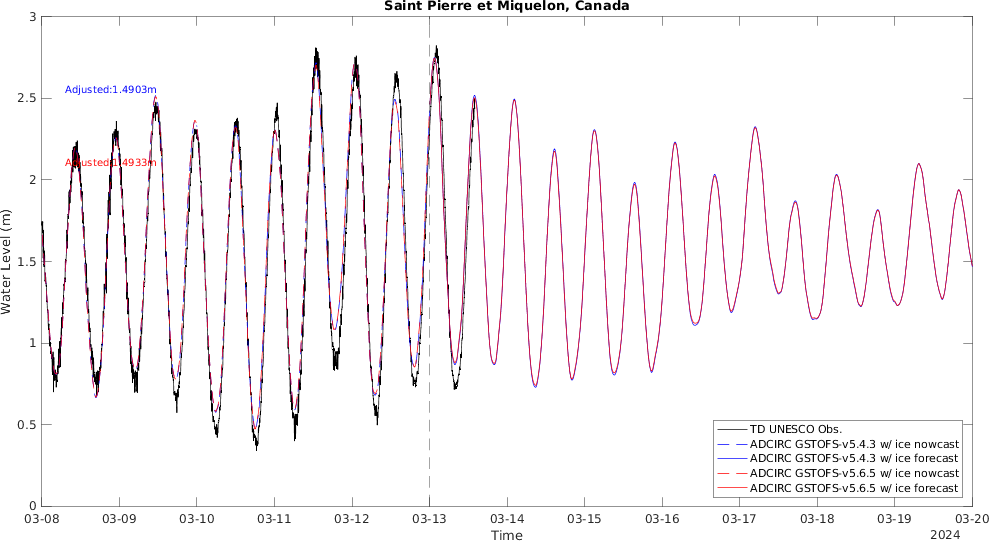 Saint Pierre et Miquelon, Canada
3
2.5
2
1.5
1
0.5
0
Water Level (m)
Adjusted:1.4903m
Adjusted:1.4933m
TD UNESCO Obs.
ADCIRC GSTOFS-v5.4.3 w/ ice nowcast
ADCIRC GSTOFS-v5.4.3 w/ ice forecast
ADCIRC GSTOFS-v5.6.5 w/ ice nowcast
ADCIRC GSTOFS-v5.6.5 w/ ice forecast
03-08 03-09 03-10 03-11 03-12 03-13 03-14 03-15 03-16 03-17 03-18 03-19 03-20
Time
2024